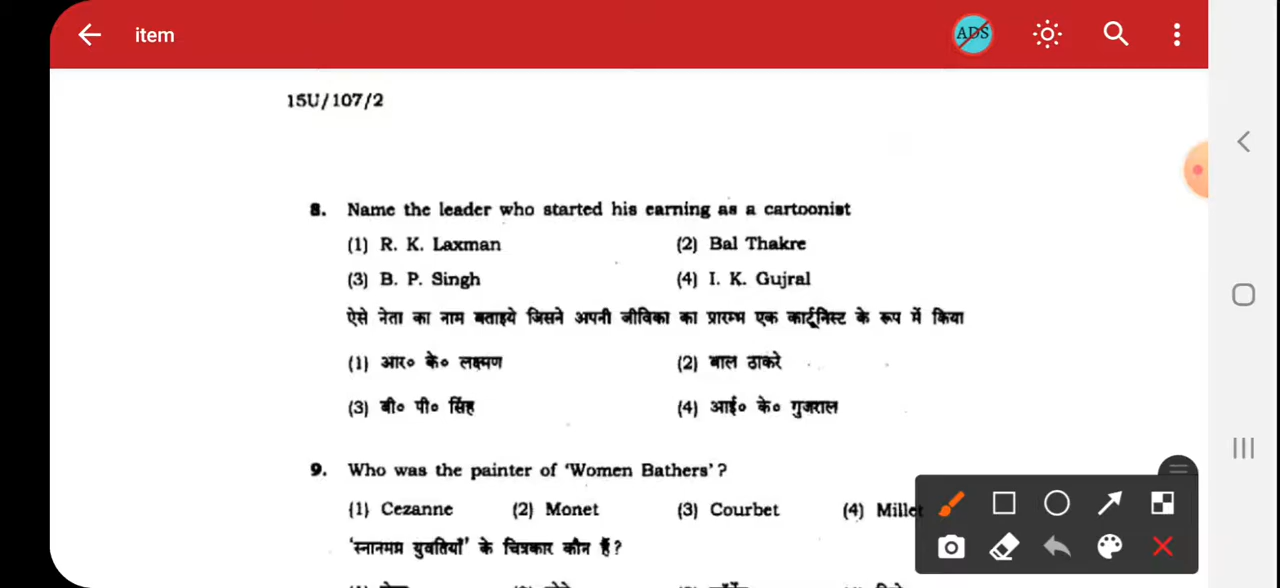 item
ADS
15U/107/2
8. Name the leader who started his earning as a cartoonist
(1) R. K. Laxman (2) Bal Thakre
(3) B. P. Singh (4) I. K. Gujral
ऐसे नेता का नाम बताइये जिसने अपनी जीविका का प्रारम्भ एक कार्टूनिस्ट के रूप में किया
(1) आर० के० लक्ष्मण (2) बाल ठाकरे
(3) बी० पी० सिंह (4) आई० के० गुजराल
9. Who was the painter of 'Women Bathers'?
(1) Cezanne (2) Monet (3) Courbet (4) Millet
'स्नानमग्न युवतियाँ' के चित्रकार कौन हैं?